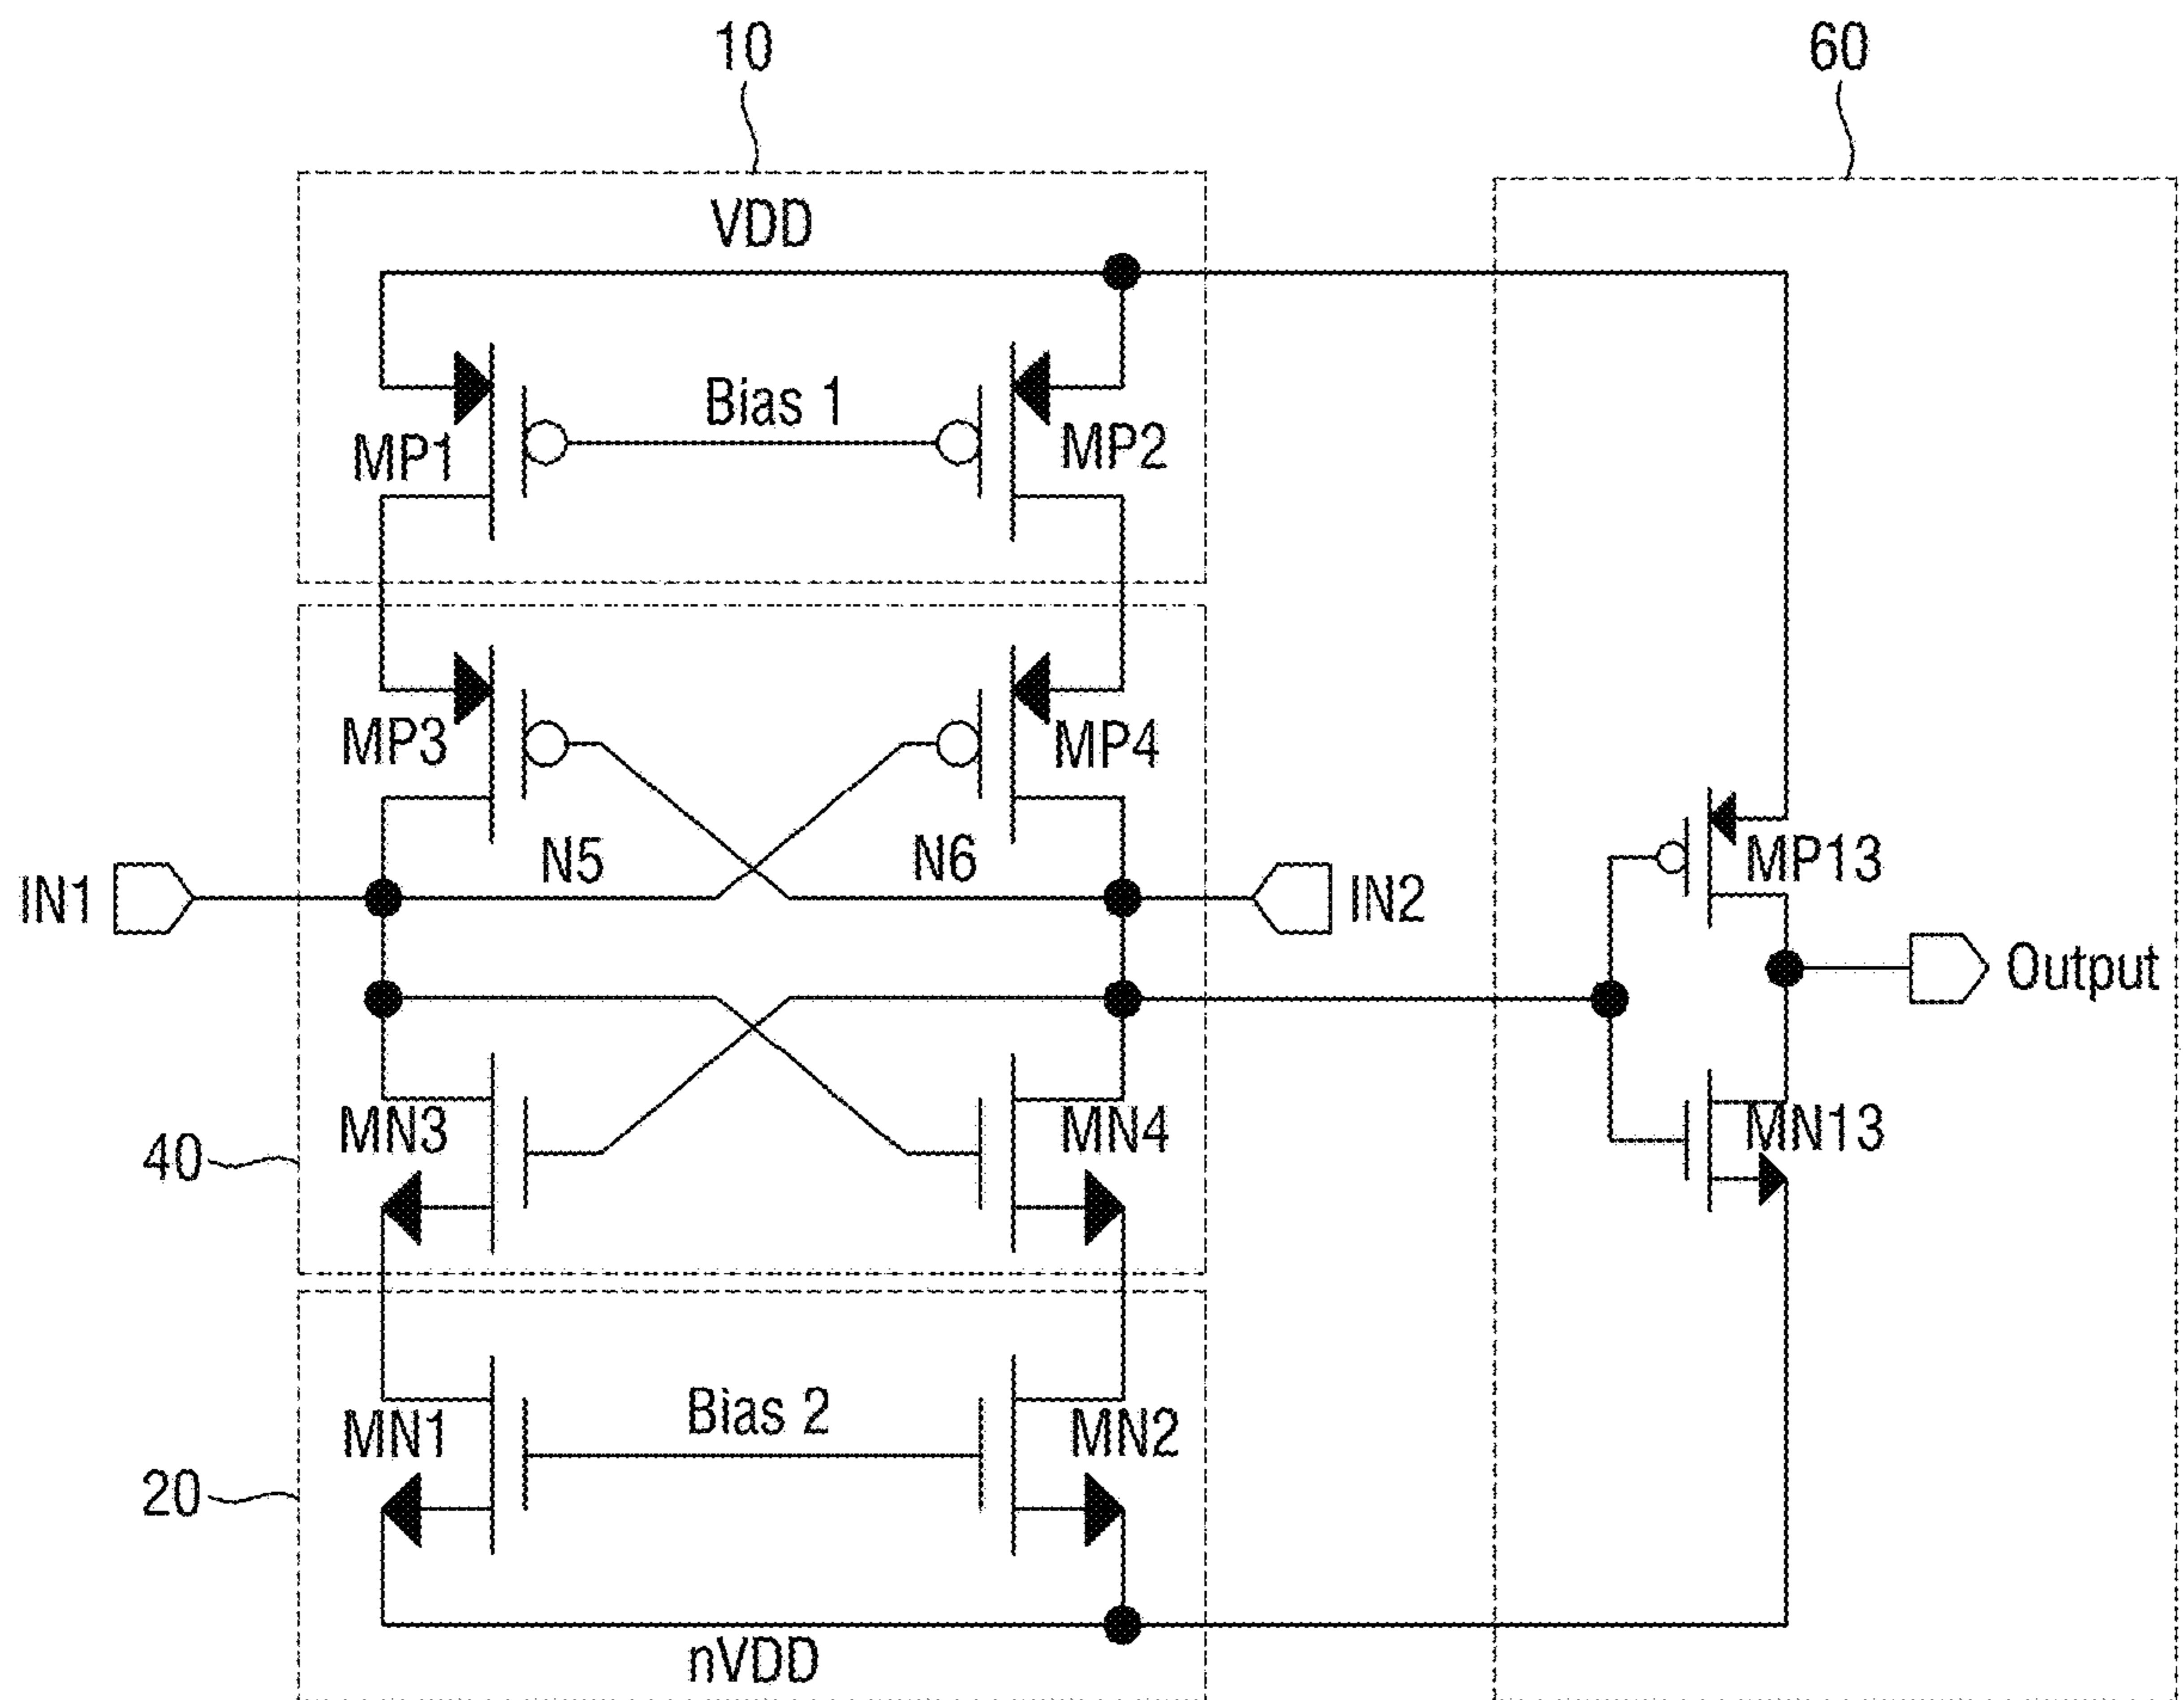 10
60
VDD
Bias 1
MP1
MP2
MP3
MP4
N5
N6
IN1
IN2
MP13
Output
MN3
MN4
MN13
40
Bias 2
MN1
MN2
20
nVDD